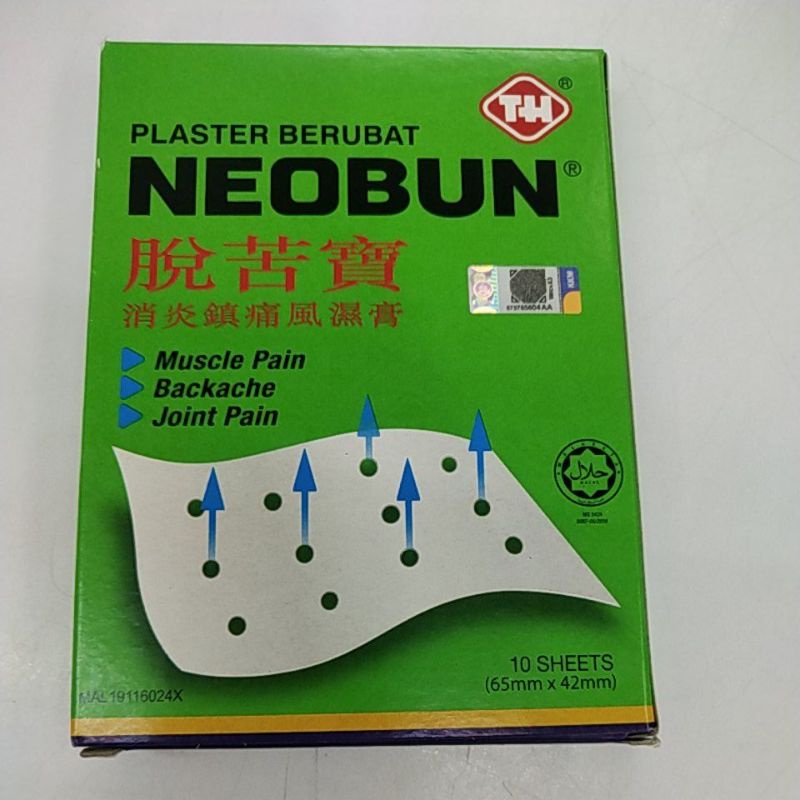 TH®
PLASTER BERUBAT
NEOBUN®
脫苦寶
消炎鎮痛風濕膏
Muscle Pain
Backache
Joint Pain
حلال
10 SHEETS
(65mm x 42mm)
MAL19116024X